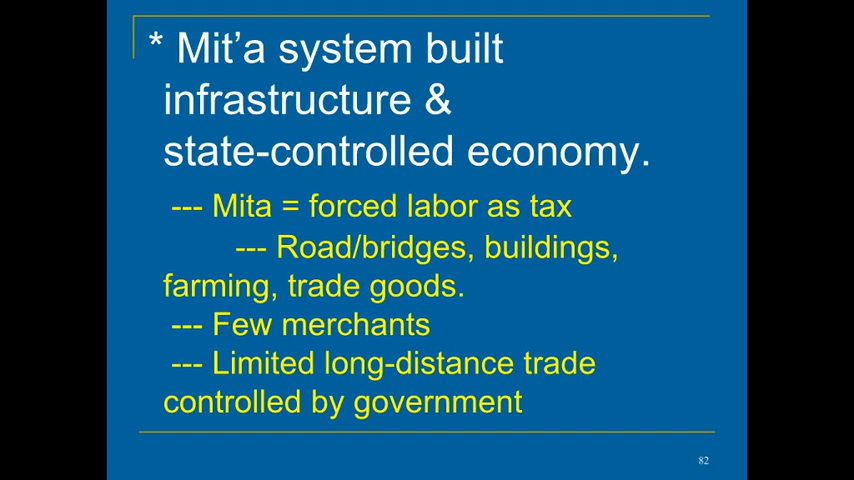 * Mit’a system built
infrastructure &
state-controlled economy.
--- Mita = forced labor as tax
--- Road/bridges, buildings,
farming, trade goods.
--- Few merchants
--- Limited long-distance trade
controlled by government
82